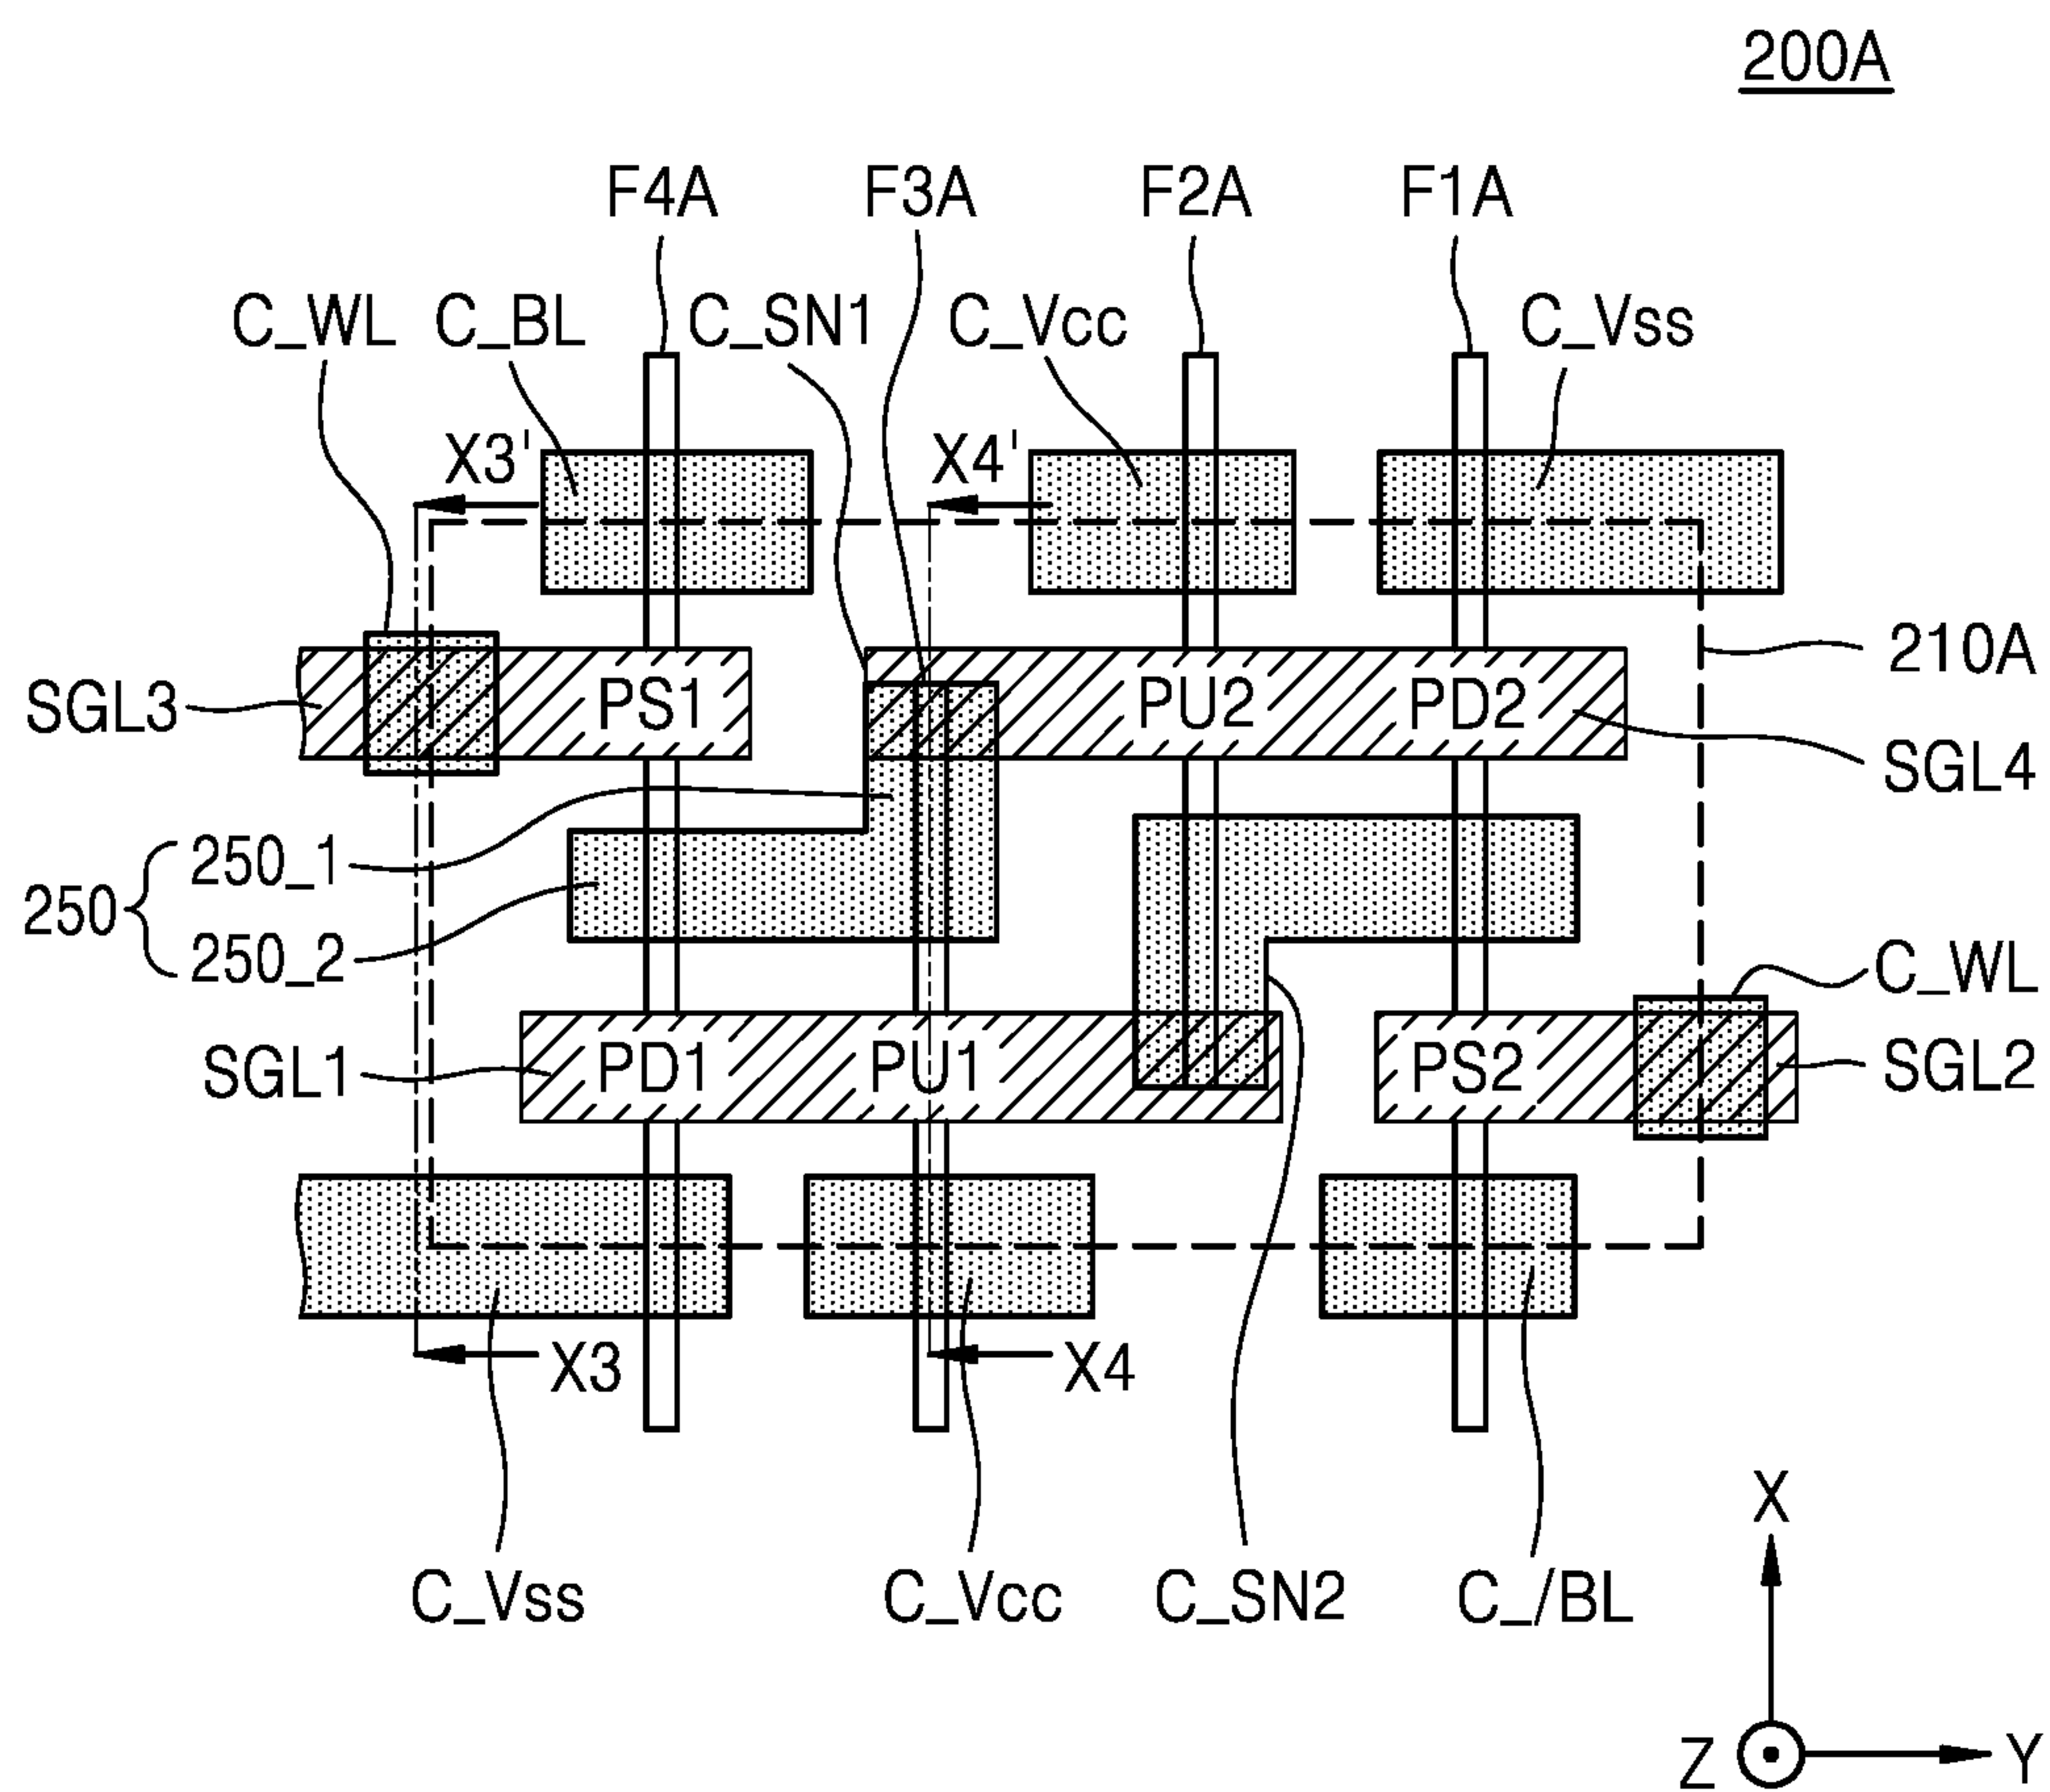 200A
F4A F3A F2A F1A
C_WL C_BL C_SN1 C_Vcc C_Vss
X3' X4'
210A
SGL3 PS1 PU2 PD2
SGL4
250_1
250
250_2
C_WL
SGL1 PD1 PU1 PS2 SGL2
X3 X4
X
C_Vss C_Vcc C_SN2 C_/BL
Z Y